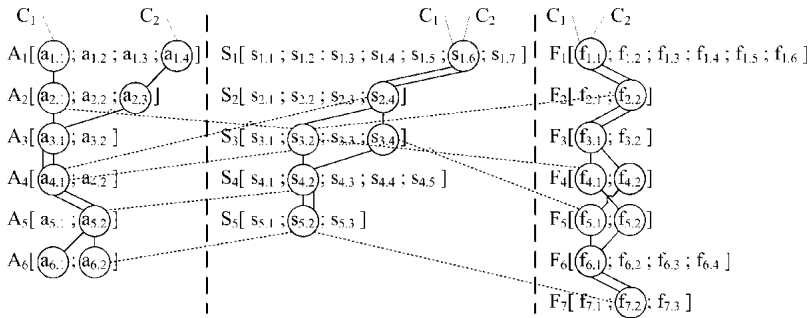 C1 C2 C1 C2 C1 C2
A1[ a1.1 ; a1.2 ; a1.3 ; a1.4 ] S1[ s1.1 ; s1.2 ; s1.3 ; s1.4 ; s1.5 ; s1.6 ; s1.7 ] F1[ f1.1 ; f1.2 ; f1.3 ; f1.4 ; f1.5 ; f1.6 ]
A2[ a2.1 ; a2.2 ; a2.3 ] S2[ s2.1 ; s2.2 ; s2.3 ; s2.4 ] F2[ f2.1 ; f2.2 ]
A3[ a3.1 ; a3.2 ] S3[ s3.1 ; s3.2 ; s3.3 ; s3.4 ] F3[ f3.1 ; f3.2 ]
A4[ a4.1 ; a4.2 ] S4[ s4.1 ; s4.2 ; s4.3 ; s4.4 ; s4.5 ] F4[ f4.1 ; f4.2 ]
A5[ a5.1 ; a5.2 ] S5[ s5.1 ; s5.2 ; s5.3 ] F5[ f5.1 ; f5.2 ]
A6[ a6.1 ; a6.2 ] F6[ f6.1 ; f6.2 ; f6.3 ; f6.4 ]
F7[ f7.1 ; f7.2 ; f7.3 ]